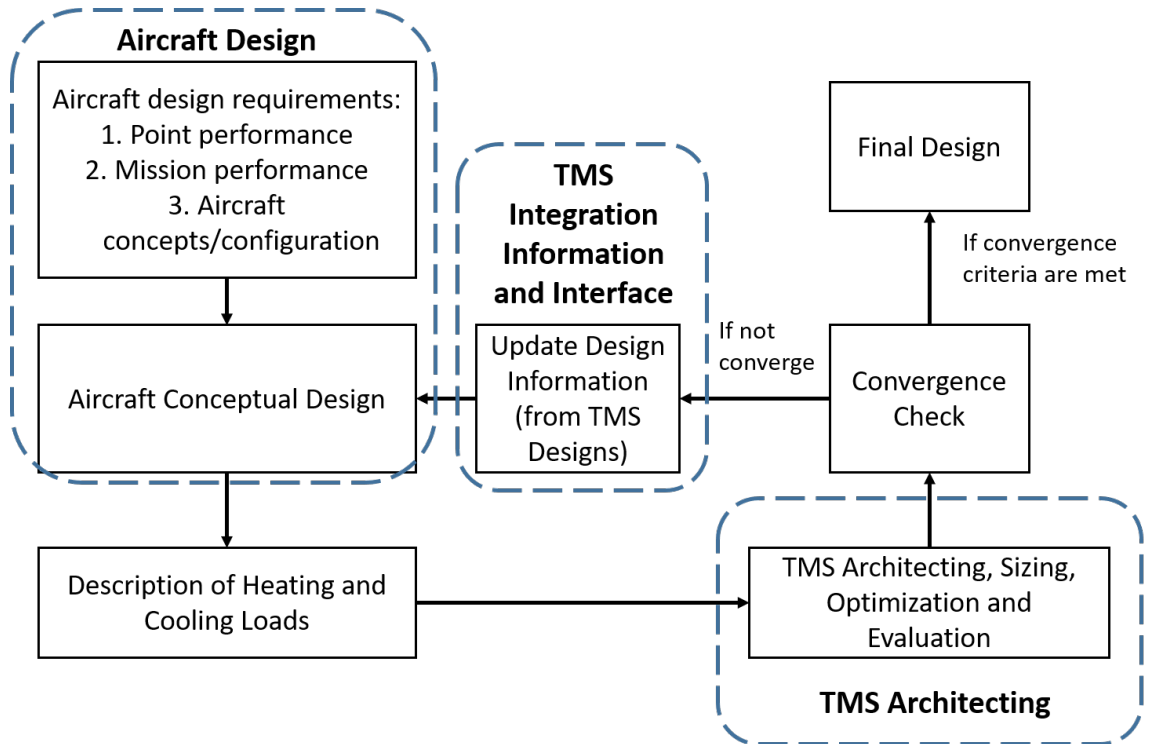 Aircraft Design
Aircraft design requirements:
1. Point performance
2. Mission performance
3. Aircraft
concepts/configuration
Aircraft Conceptual Design
Description of Heating and
Cooling Loads
TMS
Integration
Information
and Interface
Update Design
Information
(from TMS
Designs)
If not
converge
Final Design
If convergence
criteria are met
Convergence
Check
TMS Architecting, Sizing,
Optimization and
Evaluation
TMS Architecting